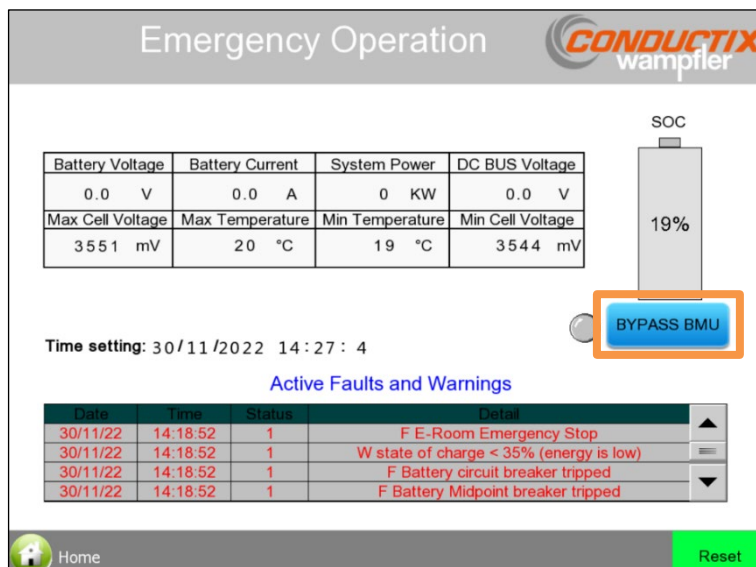 Emergency Operation
CONDUCTIX
wampfler
SOC
Battery Voltage Battery Current System Power DC BUS Voltage
0.0 V 0.0 A 0 KW 0.0 V
Max Cell Voltage Max Temperature Min Temperature Min Cell Voltage
3551 mV 20 °C 19 °C 3544 mV
19%
BYPASS BMU
Time setting: 30/11/2022 14:27: 4
Active Faults and Warnings
Date Time Status Detail
30/11/22 14:18:52 1 F E-Room Emergency Stop
30/11/22 14:18:52 1 W state of charge < 35% (energy is low)
30/11/22 14:18:52 1 F Battery circuit breaker tripped
30/11/22 14:18:52 1 F Battery Midpoint breaker tripped
Home
Reset